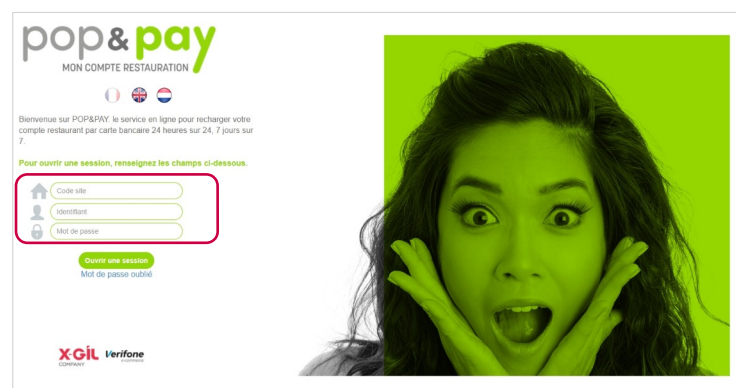 pop&pay
MON COMPTE RESTAURATION
Bienvenue sur POP&PAY. le service en ligne pour recharger votre
compte restaurant par carte bancaire 24 heures sur 24, 7 jours sur
7.
Pour ouvrir une session, renseignez les champs ci-dessous.
Code site
Identifiant
Mot de passe
Ouvrir une session
Mot de passe oublié
X-GIL
COMPANY
Verifone